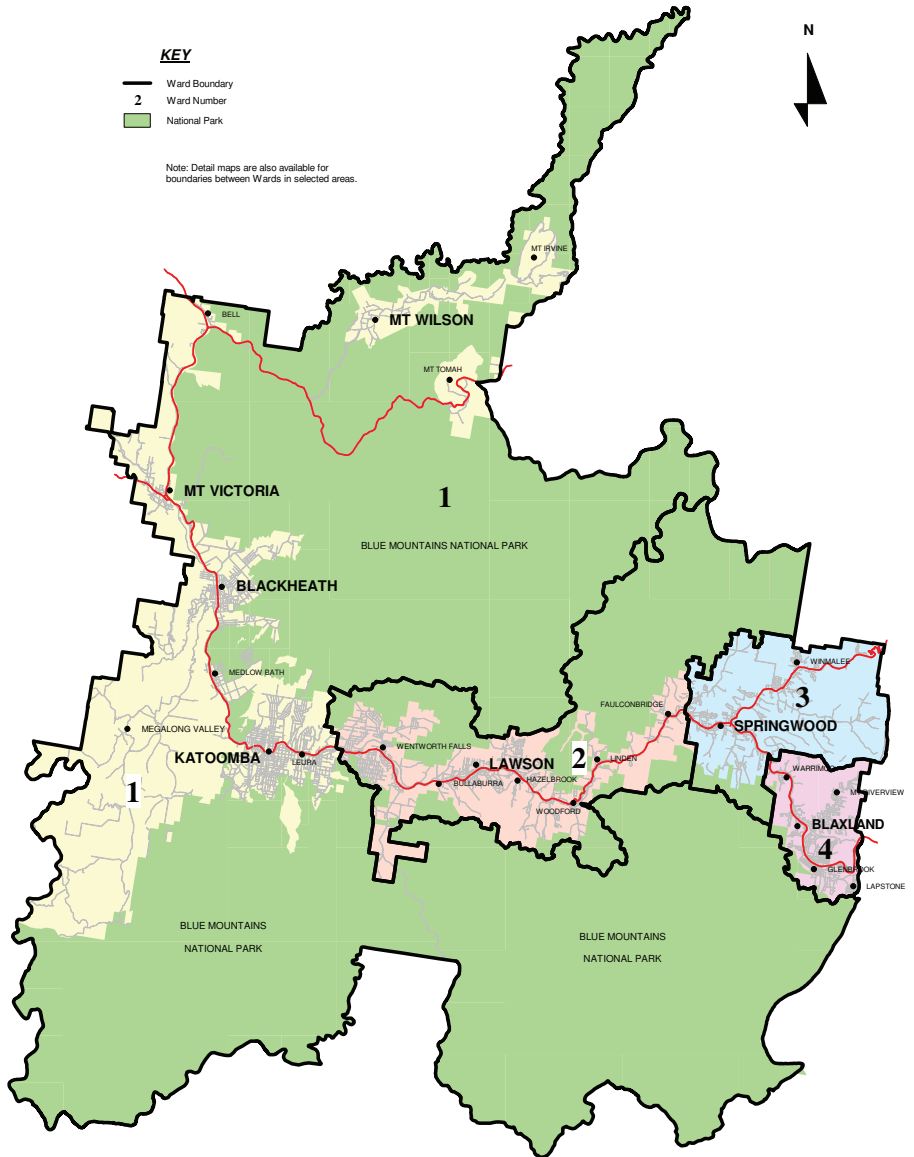 KEY
Ward Boundary
2 Ward Number
National Park
Note: Detail maps are also available for
boundaries between Wards in selected areas.
N
MT IRVINE
BELL
MT WILSON
MT TOMAH
MT VICTORIA
1
BLUE MOUNTAINS NATIONAL PARK
BLACKHEATH
MEDLOW BATH
WINMALEE
3
FAULCONBRIDGE
SPRINGWOOD
MEGALONG VALLEY
KATOOMBA
LEURA
WENTWORTH FALLS
LAWSON
2
LINDEN
HAZELBROOK
BULLABURRA
WOODFORD
1
WARRIMOO
MT RIVERVIEW
BLAXLAND
4
GLENBROOK
LAPSTONE
BLUE MOUNTAINS
NATIONAL PARK
BLUE MOUNTAINS
NATIONAL PARK